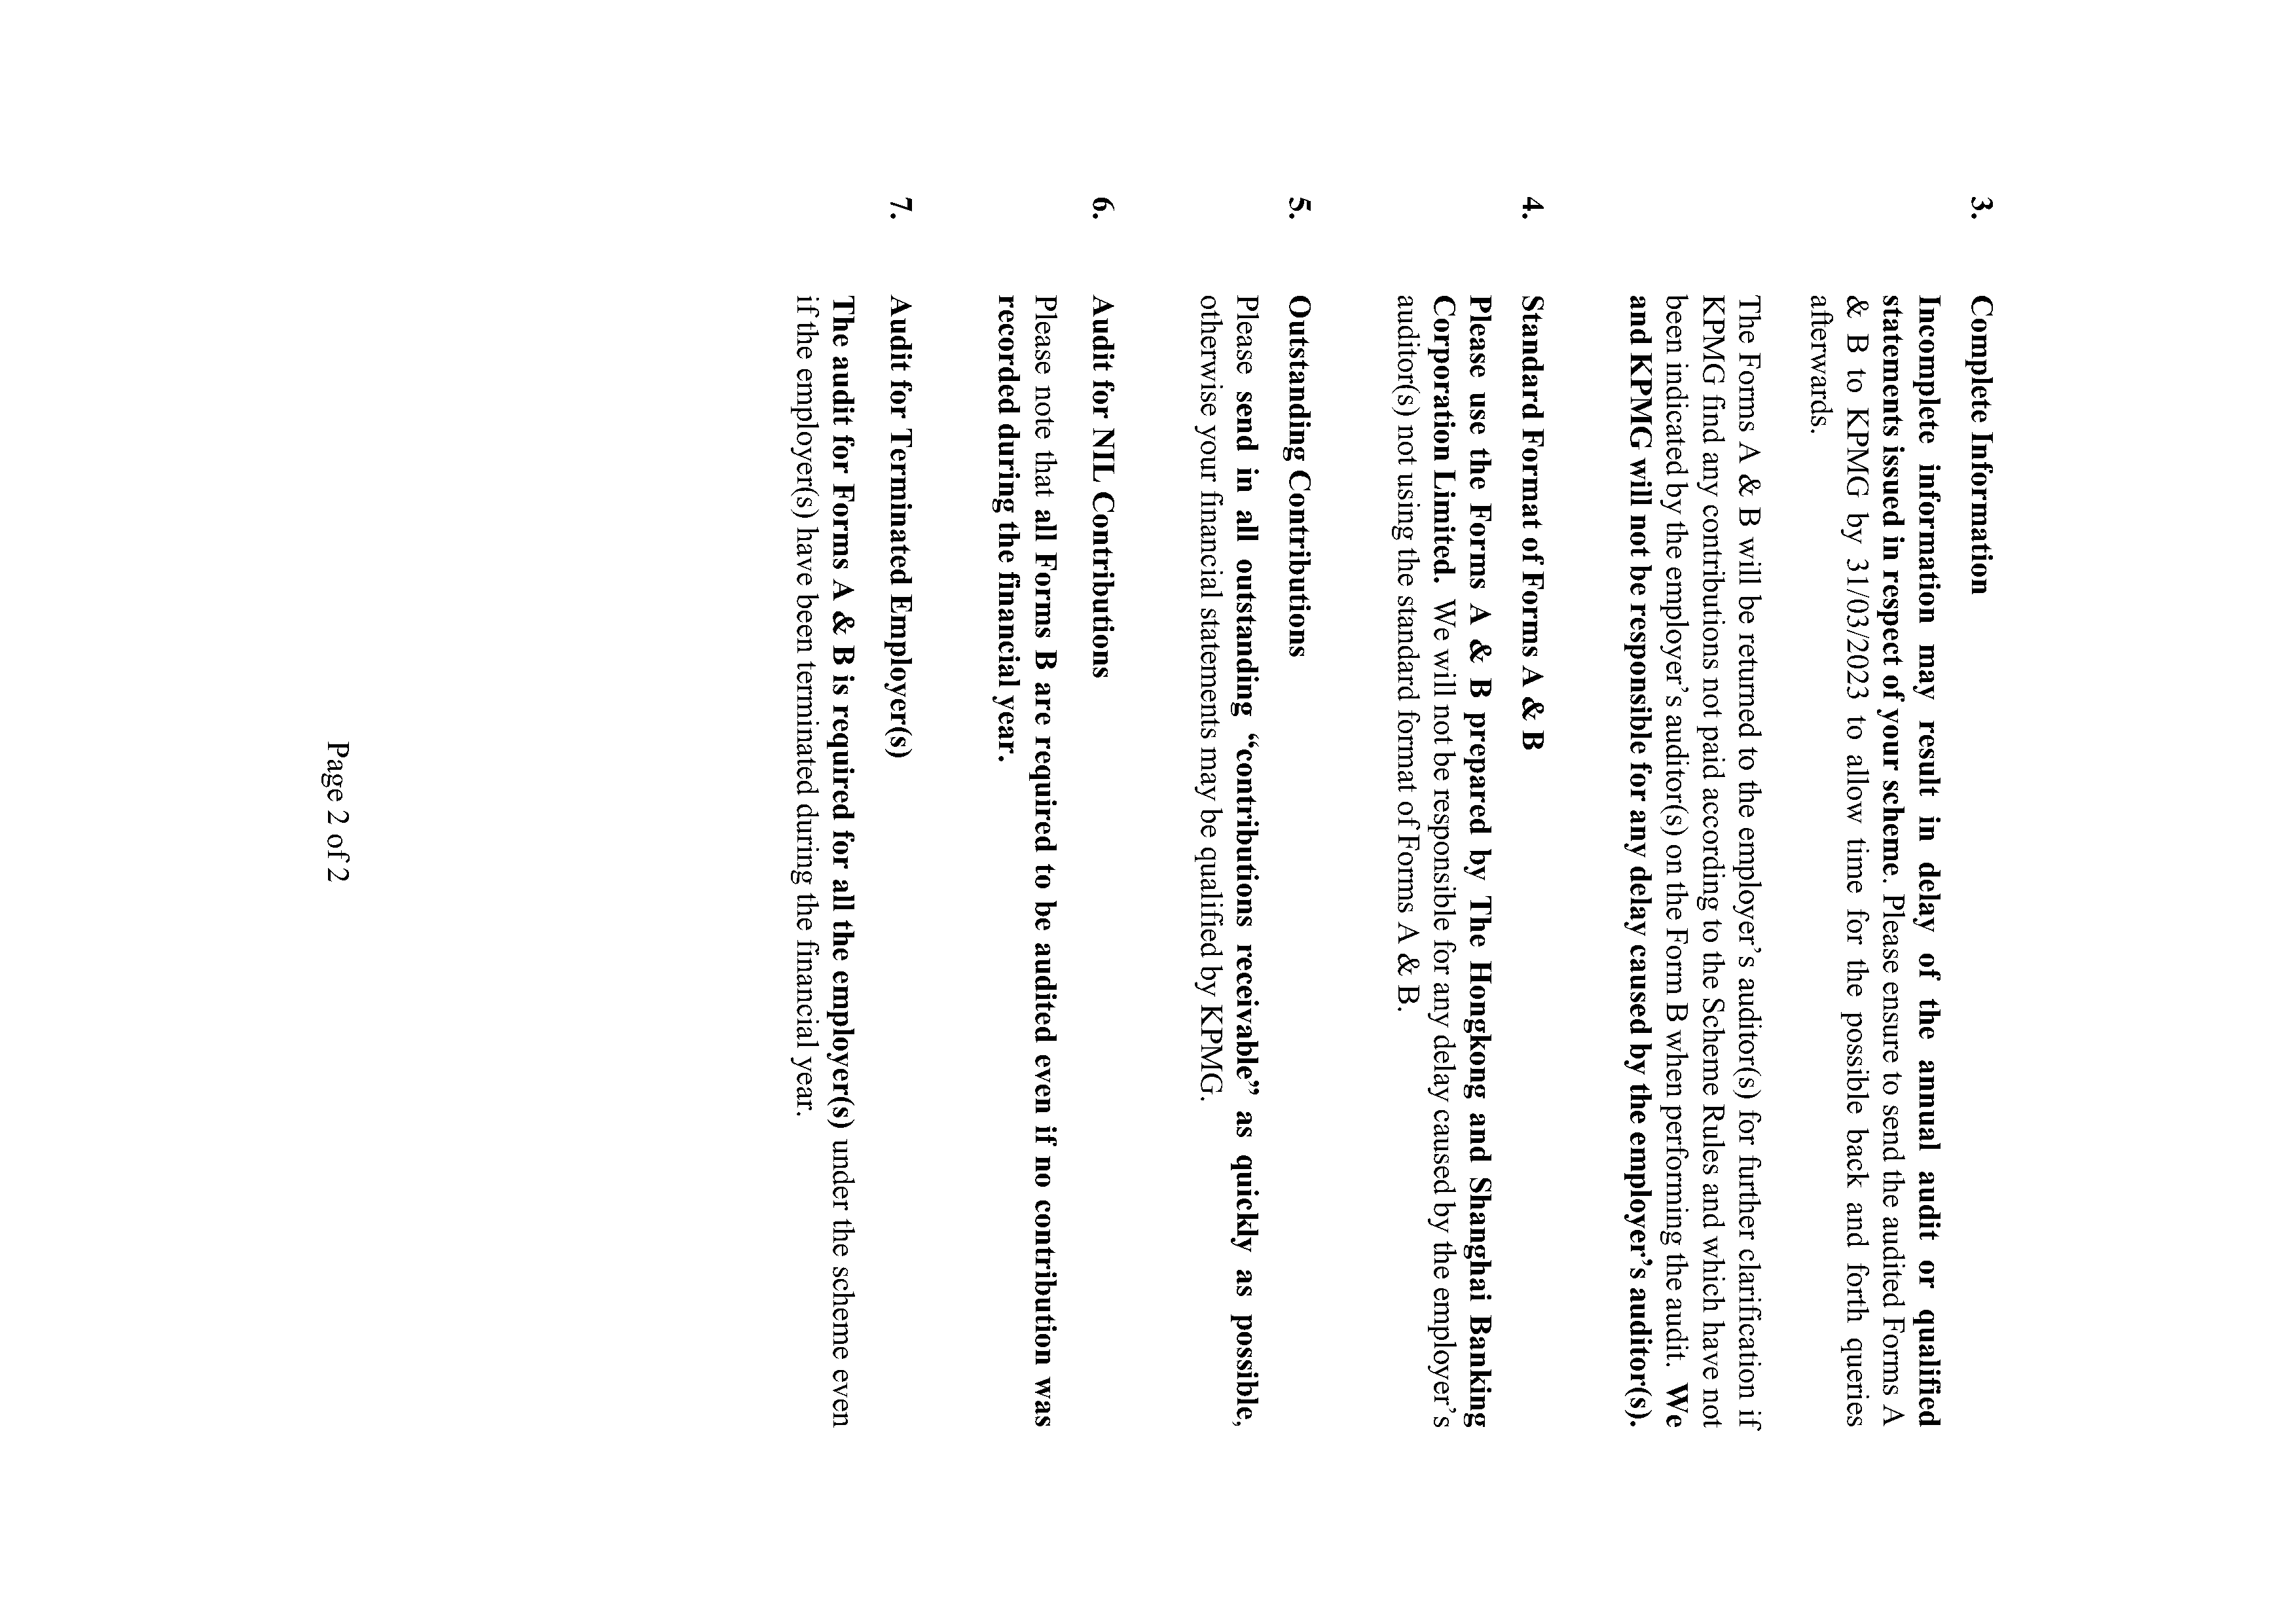 3. Complete Information
Incomplete information may result in delay of the annual audit or qualified
statements issued in respect of your scheme. Please ensure to send the audited Forms A
& B to KPMG by 31/03/2023 to allow time for the possible back and forth queries
afterwards.
The Forms A & B will be returned to the employer's auditor(s) for further clarification if
KPMG find any contributions not paid according to the Scheme Rules and which have not
been indicated by the employer's auditor(s) on the Form B when performing the audit. We
and KPMG will not be responsible for any delay caused by the employer's auditor(s).
4. Standard Format of Forms A & B
Please use the Forms A & B prepared by The Hongkong and Shanghai Banking
Corporation Limited. We will not be responsible for any delay caused by the employer's
auditor(s) not using the standard format of Forms A & B.
5. Outstanding Contributions
Please send in all outstanding “contributions receivable” as quickly as possible,
otherwise your financial statements may be qualified by KPMG.
6. Audit for NIL Contributions
Please note that all Forms B are required to be audited even if no contribution was
recorded during the financial year.
7. Audit for Terminated Employer(s)
The audit for Forms A & B is required for all the employer(s) under the scheme even
if the employer(s) have been terminated during the financial year.
Page 2 of 2